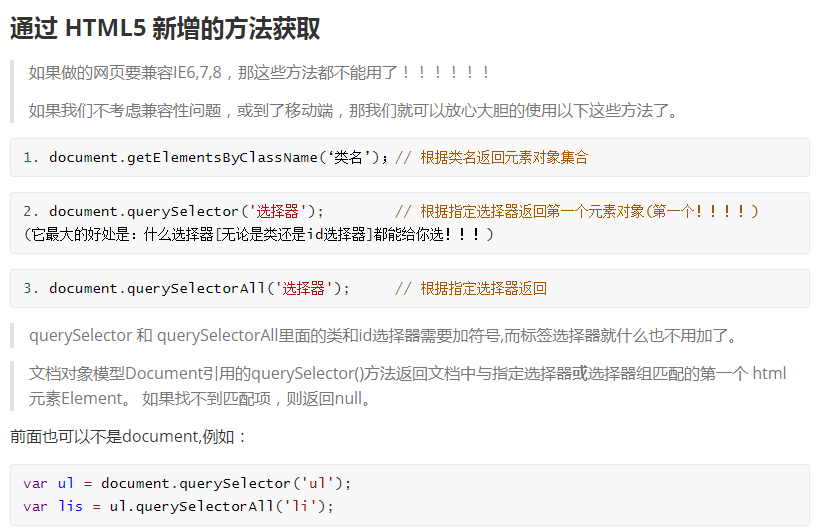 通过 HTML5 新增的方法获取
如果做的网页要兼容IE6,7,8，那这些方法都不能用了！！！！！！
如果我们不考虑兼容性问题，或到了移动端，那我们就可以放心大胆的使用以下这些方法了。
1. document.getElementsByClassName(‘类名’); // 根据类名返回元素对象集合
2. document.querySelector('选择器'); // 根据指定选择器返回第一个元素对象(第一个！！！！)
(它最大的好处是：什么选择器[无论是类还是id选择器]都能给你选！！！)
3. document.querySelectorAll('选择器'); // 根据指定选择器返回
querySelector 和 querySelectorAll里面的类和id选择器需要加符号,而标签选择器就什么也不用加了。
文档对象模型Document引用的querySelector()方法返回文档中与指定选择器或选择器组匹配的第一个 html
元素Element。 如果找不到匹配项，则返回null。
前面也可以不是document,例如：
var ul = document.querySelector('ul');
var lis = ul.querySelectorAll('li');